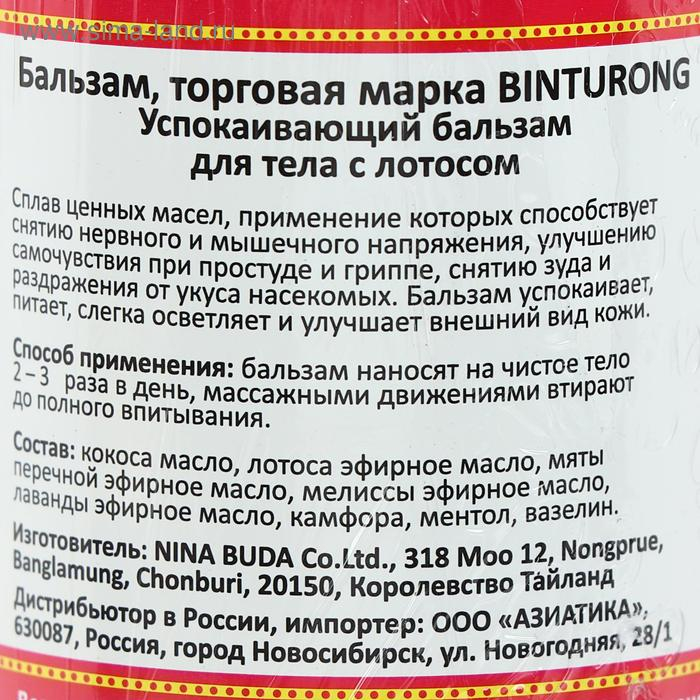 www.sima-land.ru
Бальзам, торговая марка BINTURONG
Успокаивающий бальзам
для тела с лотосом
Сплав ценных масел, применение которых способствует
снятию нервного и мышечного напряжения, улучшению
самочувствия при простуде и гриппе, снятию зуда и
раздражения от укуса насекомых. Бальзам успокаивает,
питает, слегка осветляет и улучшает внешний вид кожи.
Способ применения: бальзам наносят на чистое тело
2–3 раза в день, массажными движениями втирают
до полного впитывания.
Состав: кокоса масло, лотоса эфирное масло, мяты
перечной эфирное масло, мелиссы эфирное масло,
лаванды эфирное масло, камфора, ментол, вазелин.
Изготовитель: NINA BUDA Co.Ltd., 318 Moo 12, Nongprue,
Banglamung, Chonburi, 20150, Королевство Тайланд
Дистрибьютор в России, импортер: ООО «АЗИАТИКА»,
630087, Россия, город Новосибирск, ул. Новогодняя, 28/1